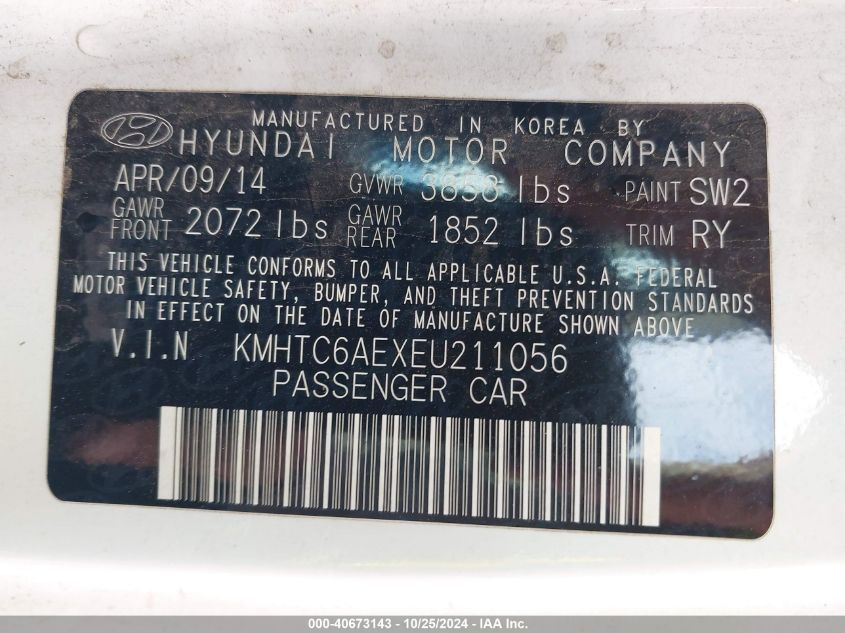 MANUFACTURED IN KOREA BY
HYUNDAI MOTOR COMPANY
APR/09/14 GVWR 3858 lbs PAINT SW2
GAWR FRONT 2072 lbs GAWR REAR 1852 lbs TRIM RY
THIS VEHICLE CONFORMS TO ALL APPLICABLE U.S.A. FEDERAL
MOTOR VEHICLE SAFETY, BUMPER, AND THEFT PREVENTION STANDARDS
IN EFFECT ON THE DATE OF MANUFACTURE SHOWN ABOVE
V.I.N KMHTC6AEXEU211056
PASSENGER CAR
000-40673143 - 10/25/2024 - IAA Inc.